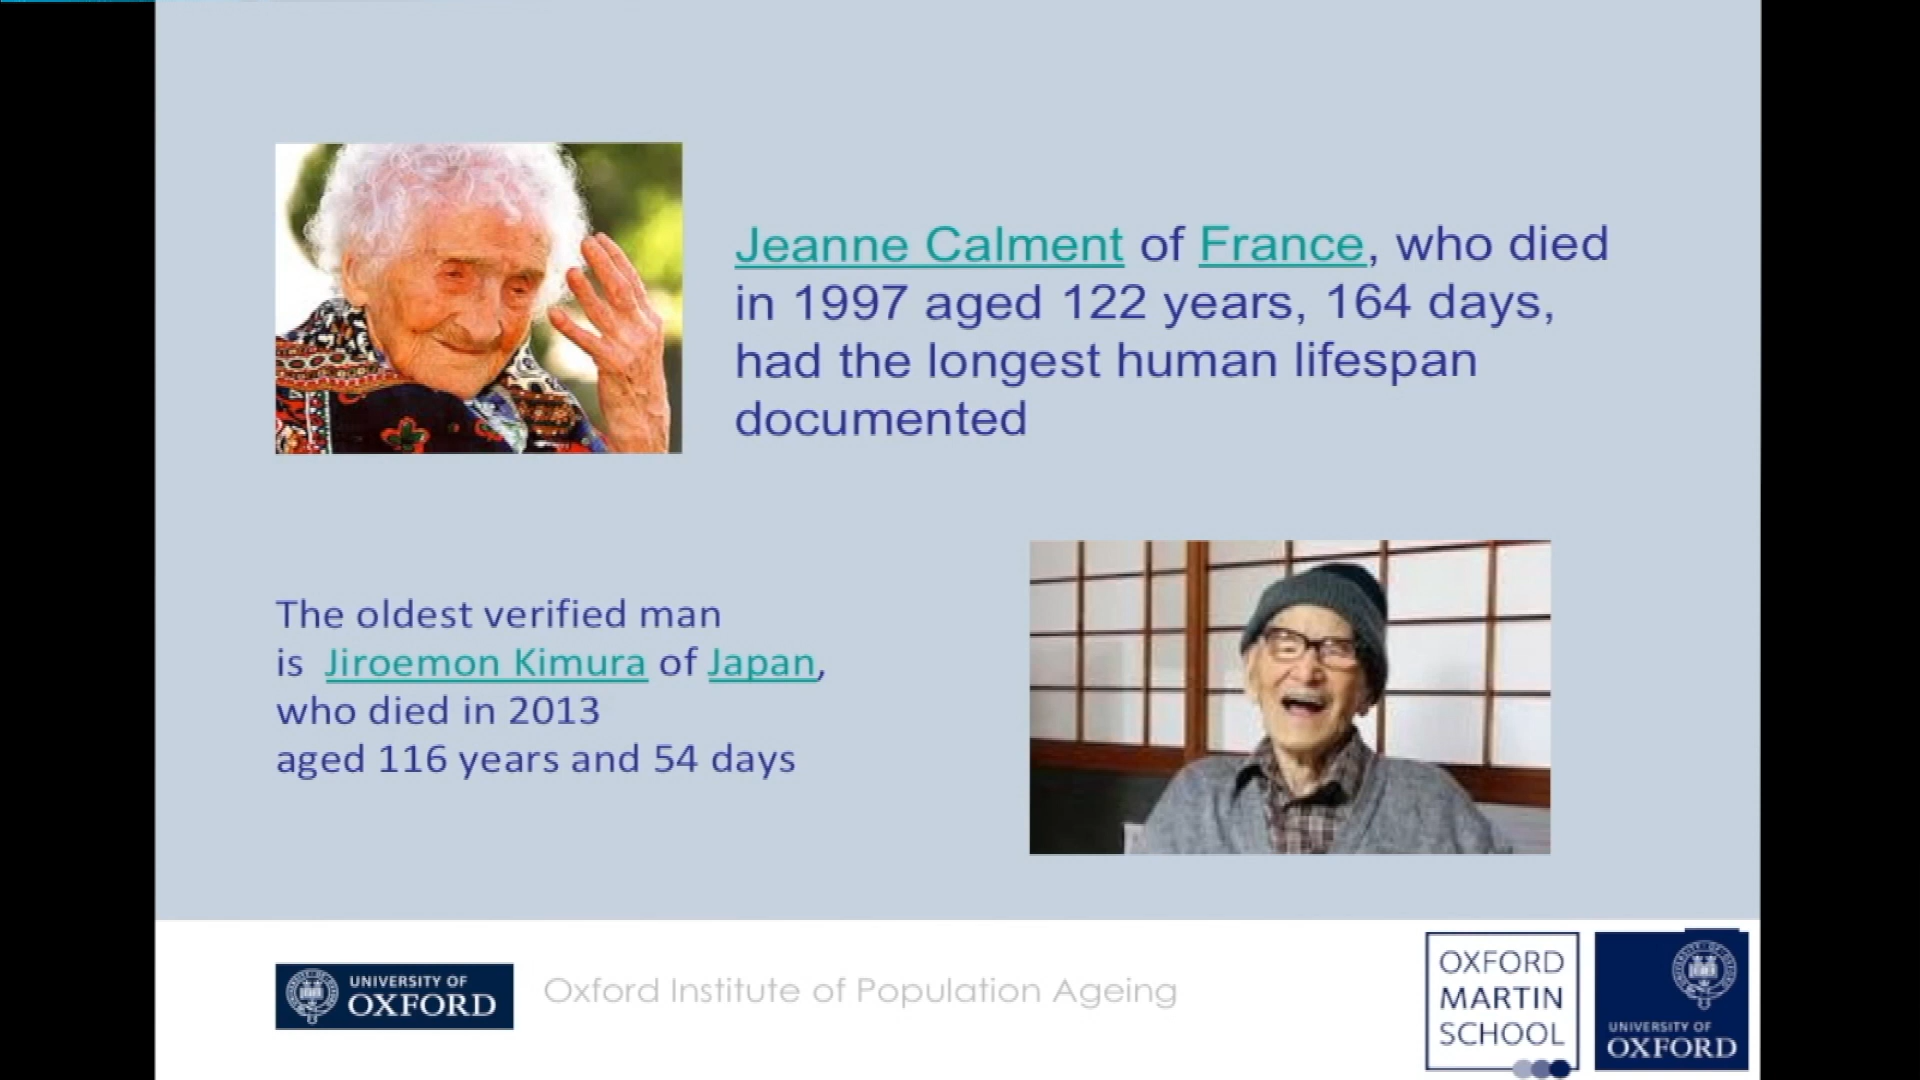 Jeanne Calment of France, who died
in 1997 aged 122 years, 164 days,
had the longest human lifespan
documented
The oldest verified man
is Jiroemon Kimura of Japan,
who died in 2013
aged 116 years and 54 days
UNIVERSITY OF
OXFORD
Oxford Institute of Population Ageing
OXFORD
MARTIN
SCHOOL
UNIVERSITY OF
OXFORD